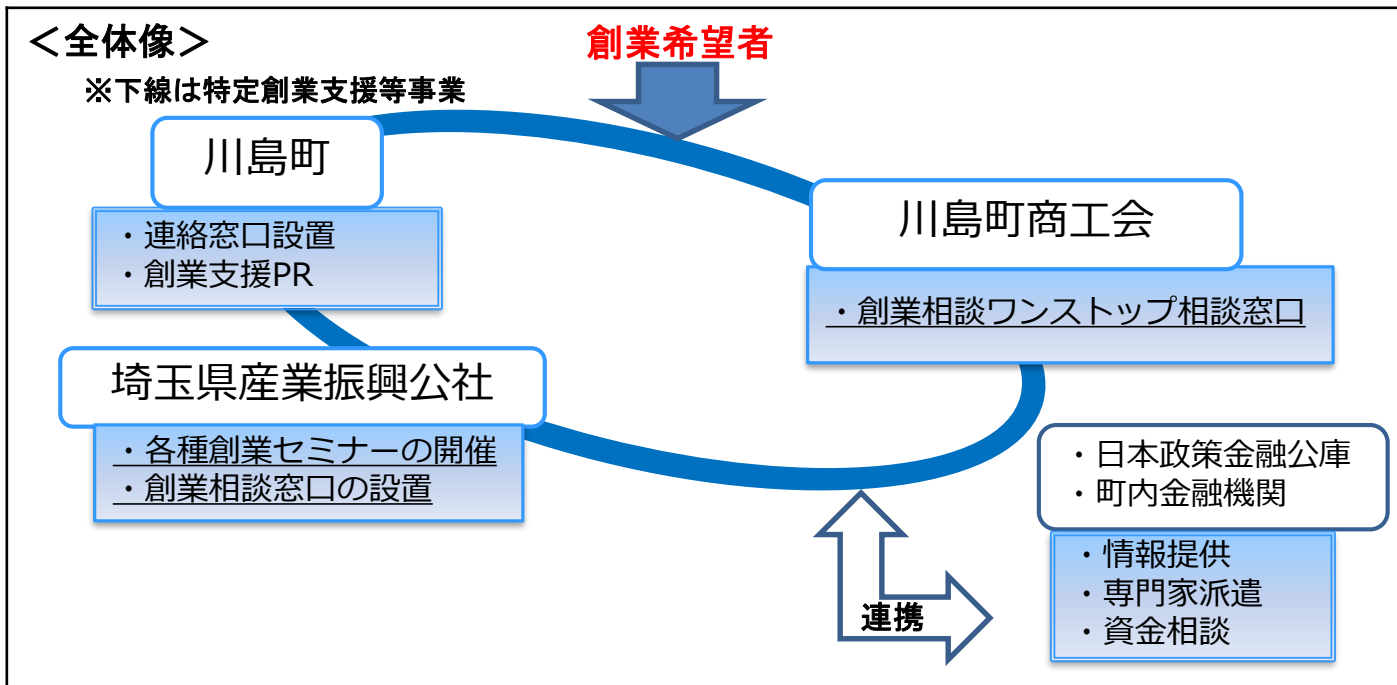 ＜全体像＞
創業希望者
※下線は特定創業支援等事業
川島町
・連絡窓口設置
・創業支援PR
川島町商工会
・創業相談ワンストップ相談窓口
埼玉県産業振興公社
・各種創業セミナーの開催
・創業相談窓口の設置
・日本政策金融公庫
・町内金融機関
・情報提供
・専門家派遣
・資金相談
連携